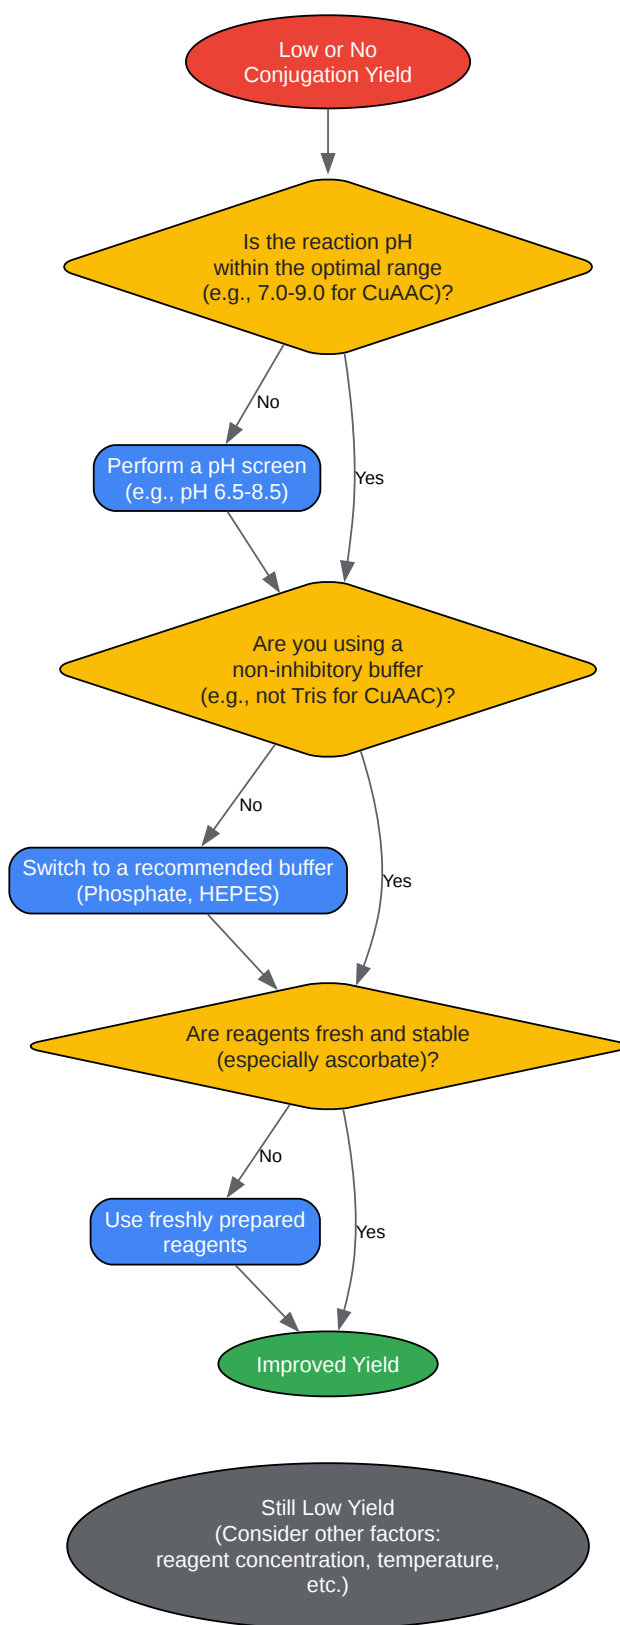 Low or No
Conjugation Yield
Is the reaction pH
within the optimal range
(e.g., 7.0-9.0 for CuAAC)?
No
Perform a pH screen
(e.g., pH 6.5-8.5)
Yes
Are you using a
non-inhibitory buffer
(e.g., not Tris for CuAAC)?
No
Switch to a recommended buffer
(Phosphate, HEPES)
Yes
Are reagents fresh and stable
(especially ascorbate)?
No
Use freshly prepared
reagents
Yes
Improved Yield
Still Low Yield
(Consider other factors:
reagent concentration, temperature,
etc.)